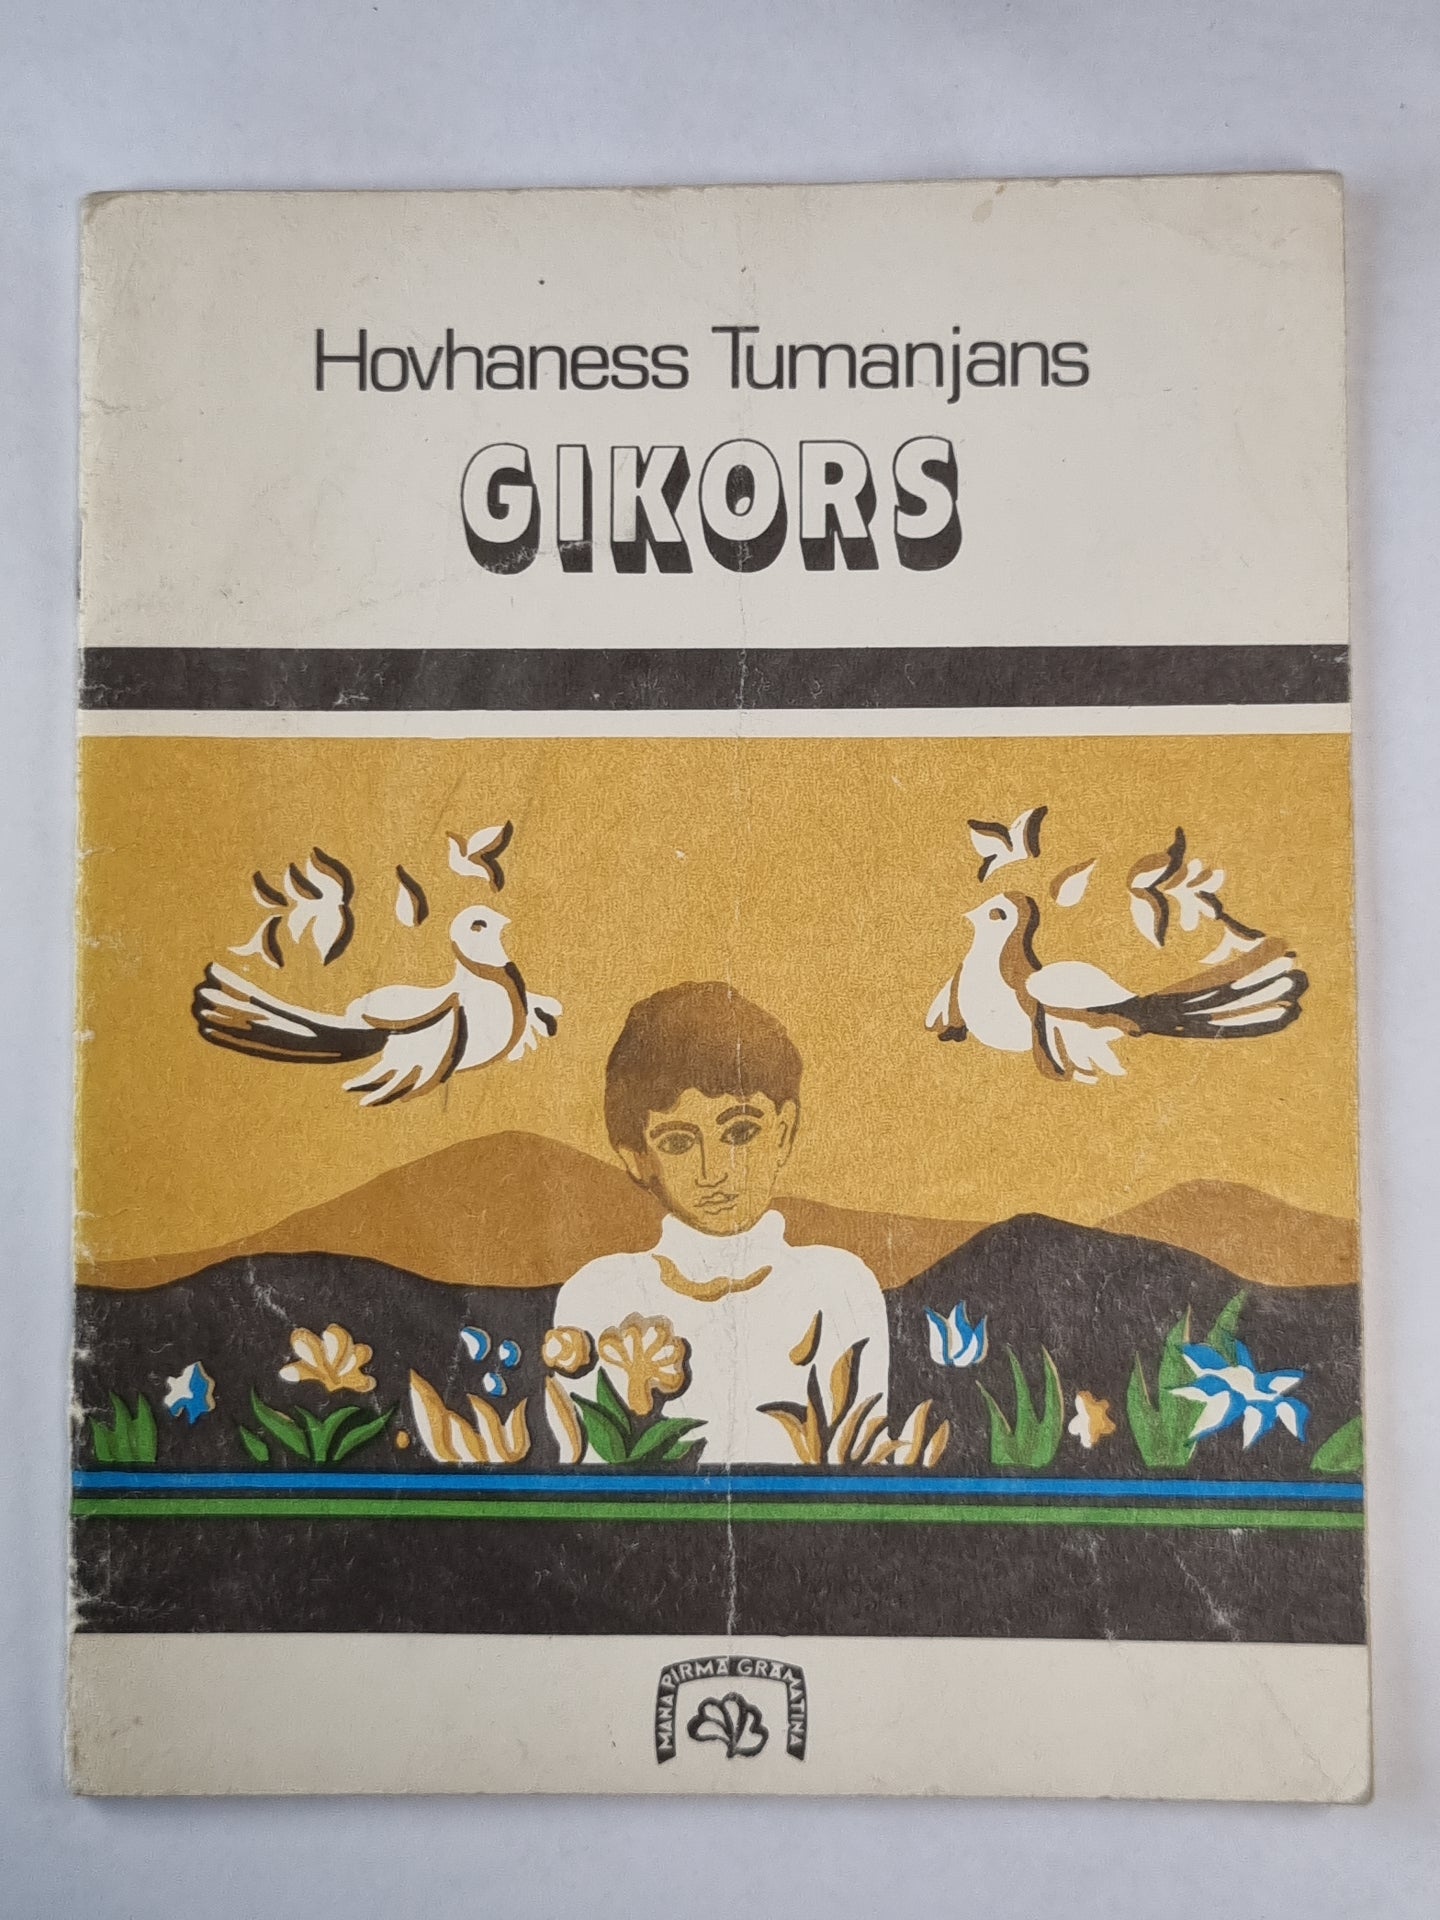 Hovhaness Tumanjans
GIKORS
MANA PIRMĀ GRĀMATIŅA